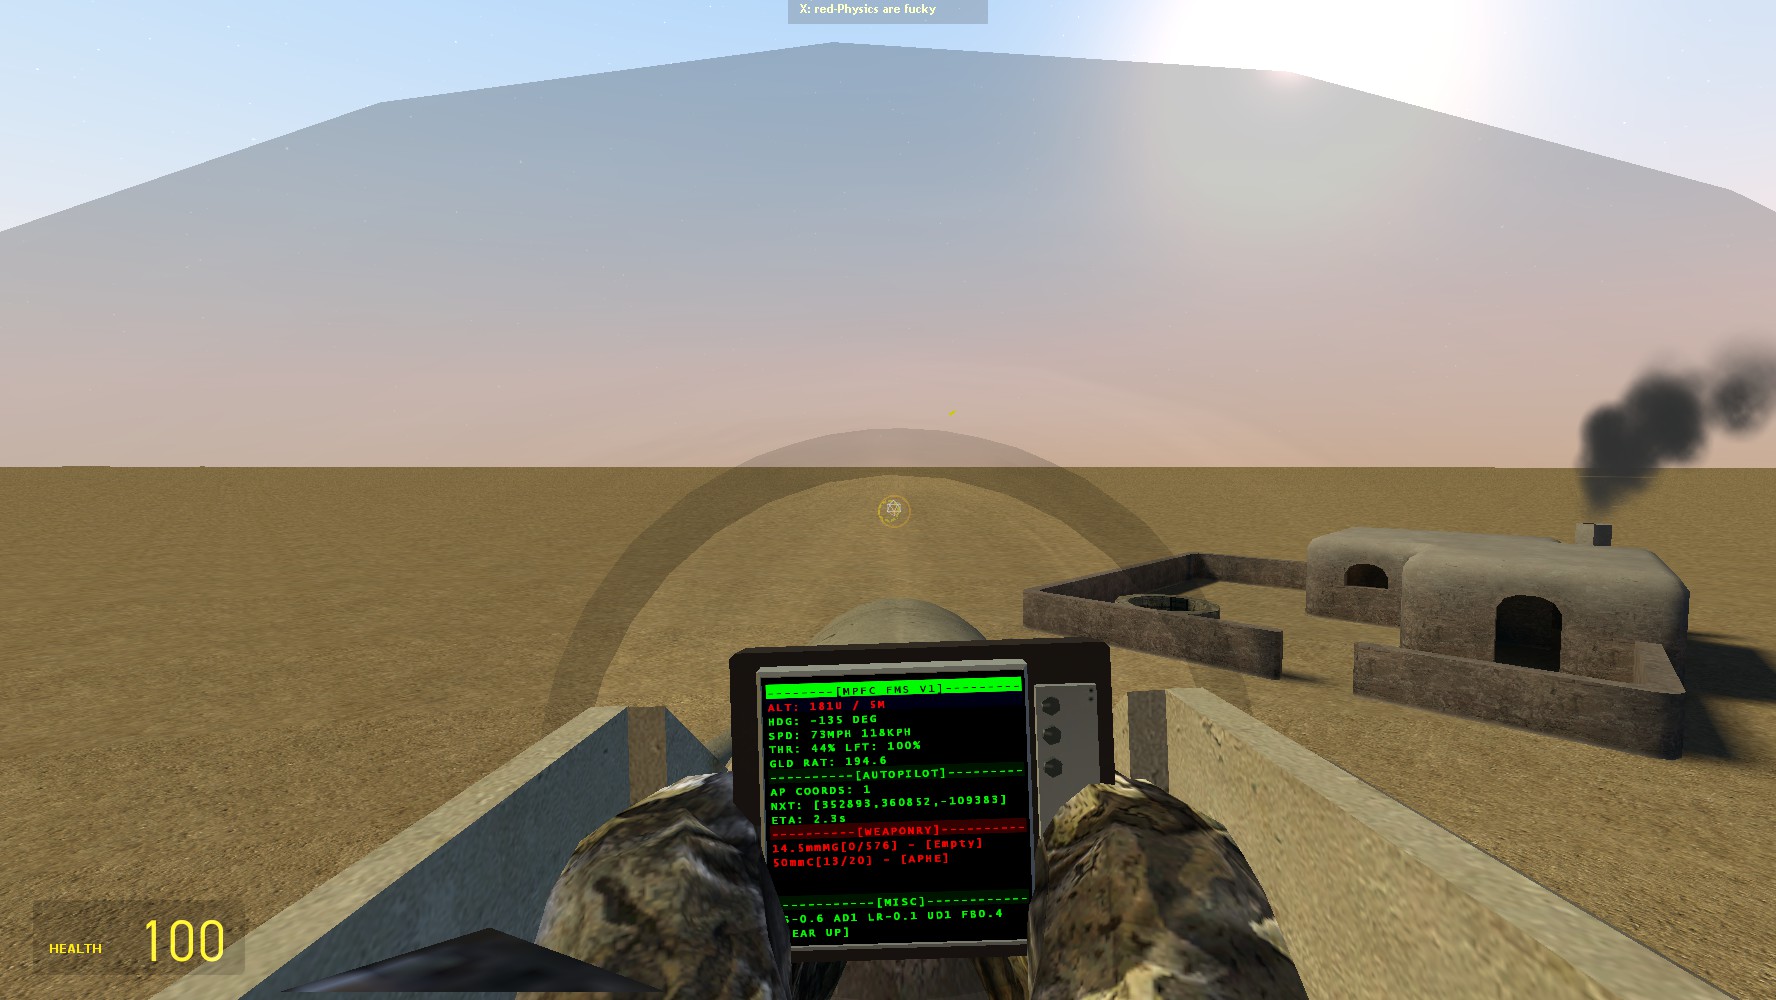 X: red-Physics are fucky
--------[MPFC FMS V1]---------
ALT: 181U / 5M
HDG: -135 DEG
SPD: 73MPH 118KPH
THR: 44% LFT: 100%
GLD RAT: 194.6
----------[AUTOPILOT]---------
AP COORDS: 1
NXT: [352893,360852,-109383]
ETA: 2.3s
----------[WEAPONRY]----------
14.5mmMG[0/576] - [Empty]
50mmC[13/20] - [APHE]
------------[MISC]------------
-0.6 AD1 LR-0.1 UD1 FB0.4
EAR UP]
HEALTH 100